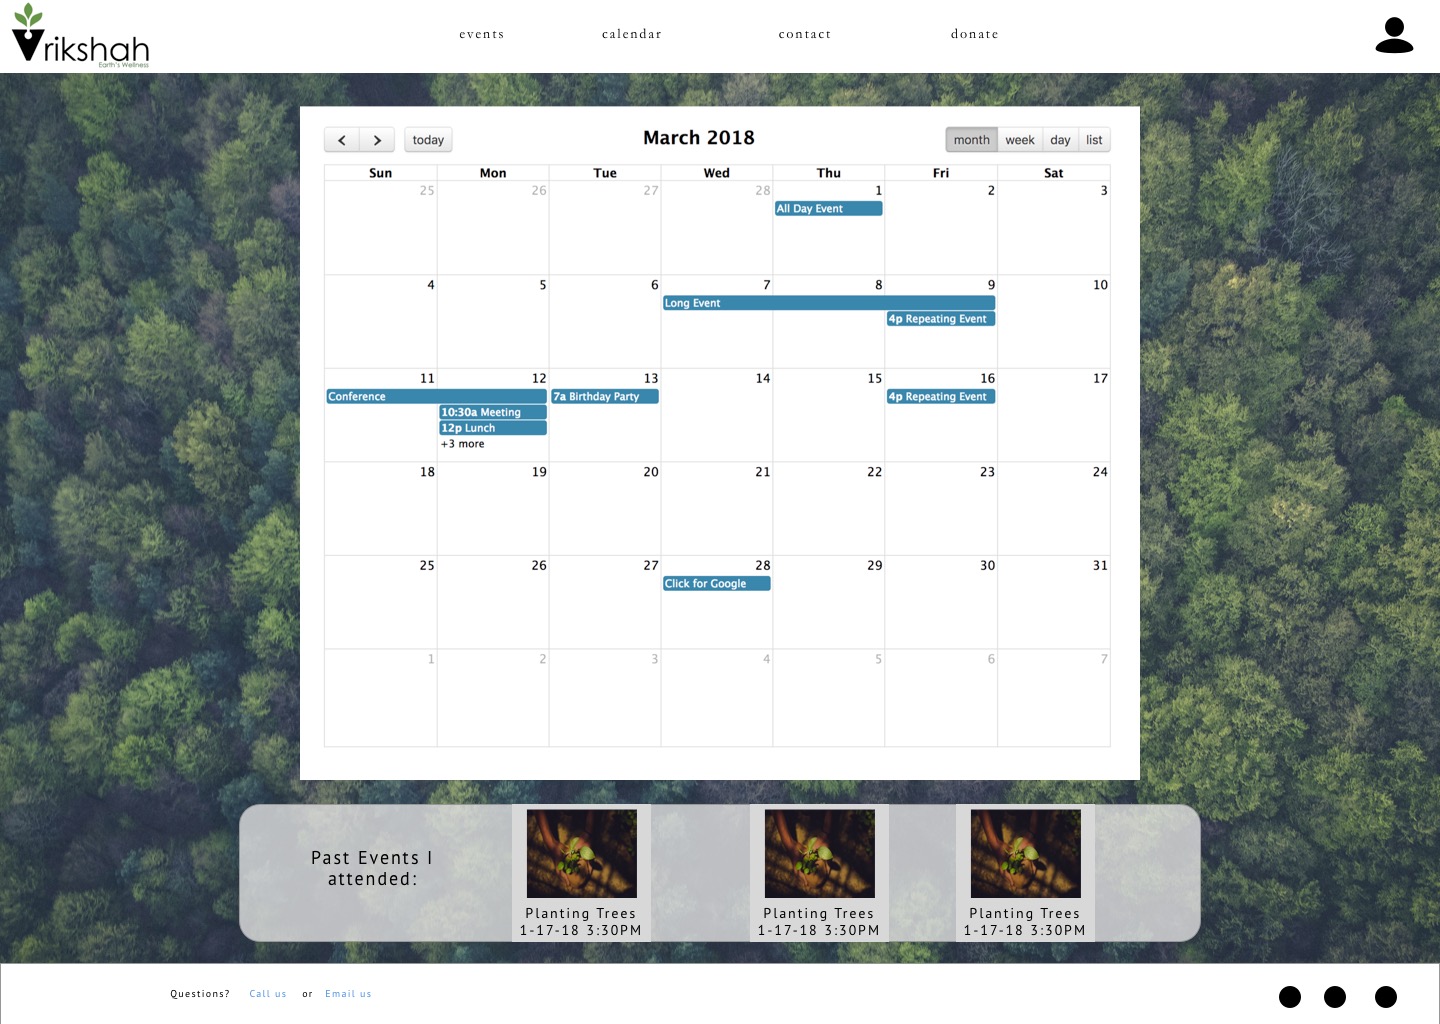 Vrikshah
Earth's Wellness
events calendar contact donate
today March 2018 month week day list
Sun Mon Tue Wed Thu Fri Sat
25 26 27 28 1 2 3
All Day Event
4 5 6 7 8 9 10
Long Event
4p Repeating Event
11 12 13 14 15 16 17
Conference 7a Birthday Party 4p Repeating Event
10:30a Meeting
12p Lunch
+3 more
18 19 20 21 22 23 24
25 26 27 28 29 30 31
Click for Google
1 2 3 4 5 6 7
Past Events I
attended:
Planting Trees Planting Trees Planting Trees
1-17-18 3:30PM 1-17-18 3:30PM 1-17-18 3:30PM
Questions? Call us or Email us